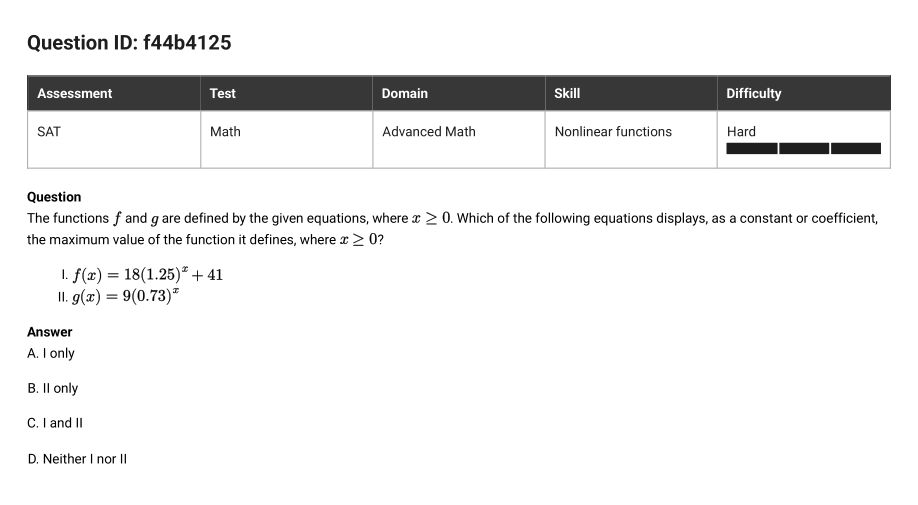 Question ID: f44b4125
Assessment Test Domain Skill Difficulty
SAT Math Advanced Math Nonlinear functions Hard
Question
The functions f and g are defined by the given equations, where x ≥ 0. Which of the following equations displays, as a constant or coefficient,
the maximum value of the function it defines, where x ≥ 0?
I. f(x) = 18(1.25)^x + 41
II. g(x) = 9(0.73)^x
Answer
A. I only
B. II only
C. I and II
D. Neither I nor II